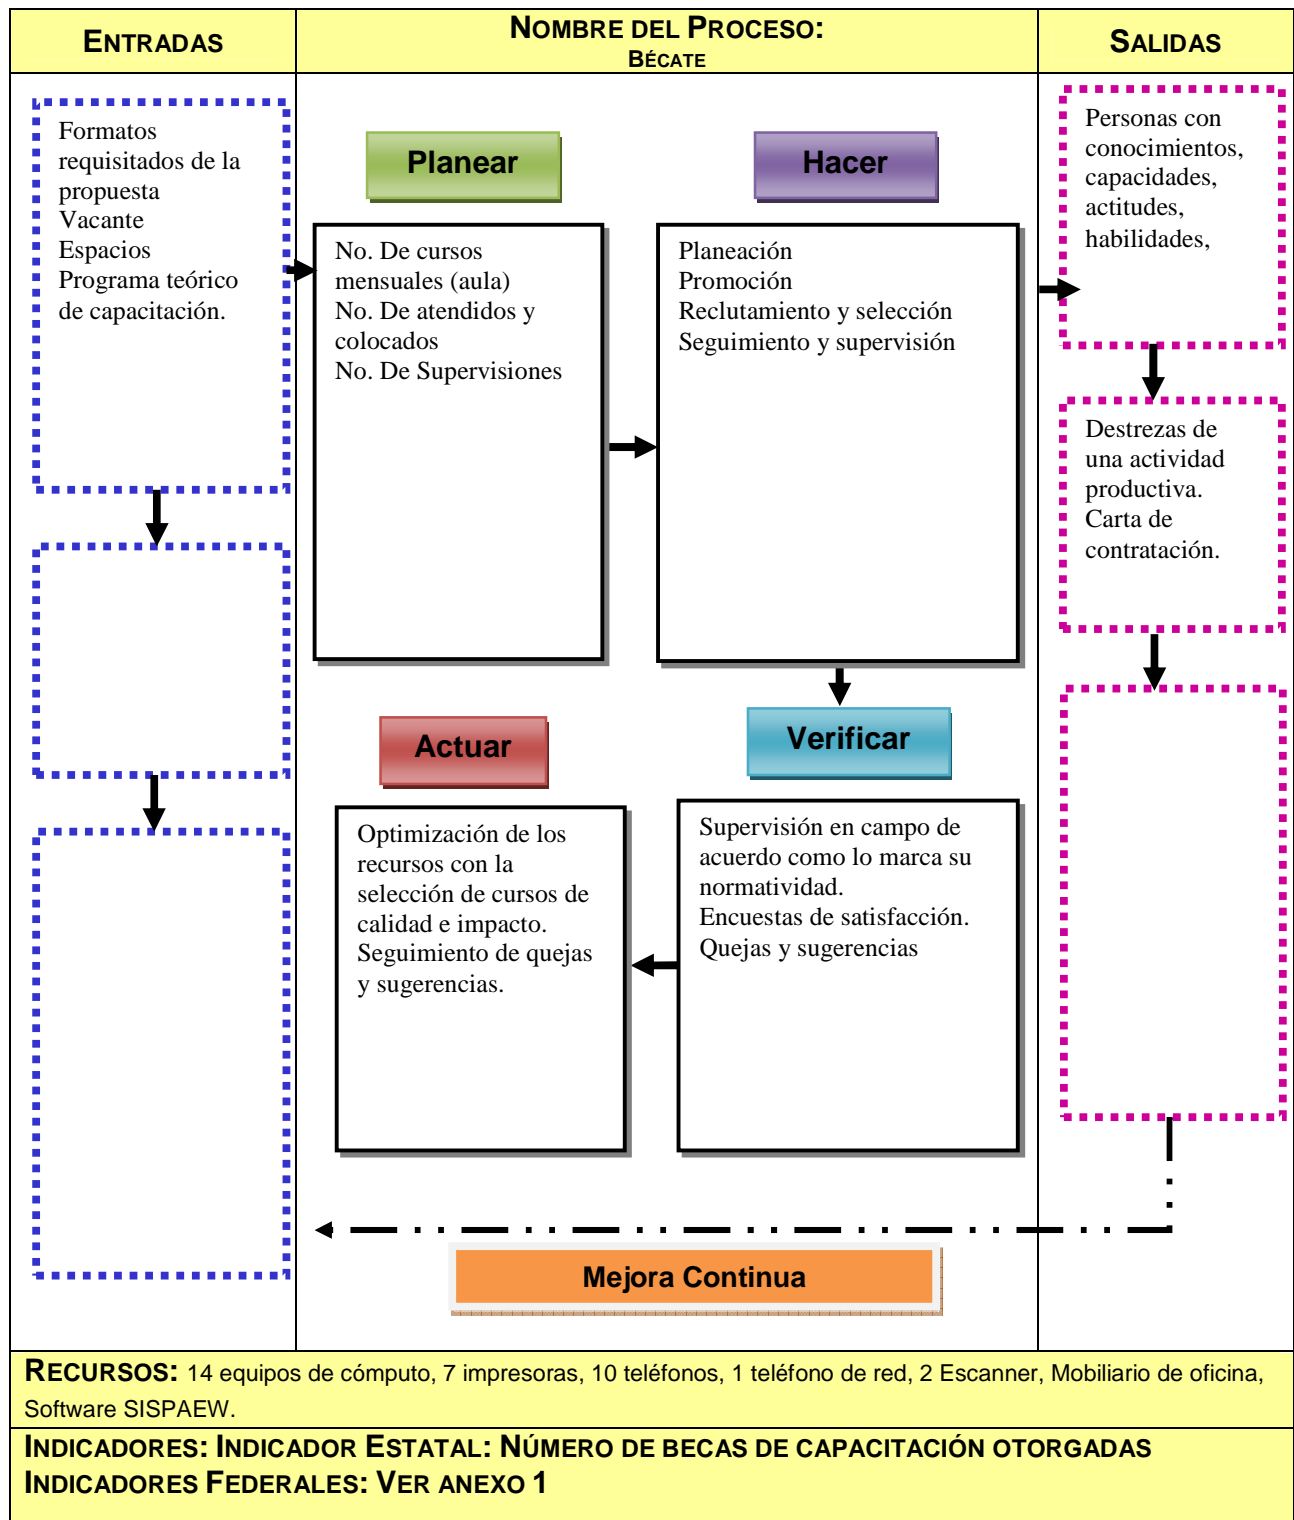 ENTRADAS
NOMBRE DEL PROCESO:
BÉCATE
SALIDAS
Formatos
requisitados de la
propuesta
Vacante
Espacios
Programa teórico
de capacitación.
Planear
No. De cursos
mensuales (aula)
No. De atendidos y
colocados
No. De Supervisiones
Hacer
Planeación
Promoción
Reclutamiento y selección
Seguimiento y supervisión
Personas con
conocimientos,
capacidades,
actitudes,
habilidades,
Destrezas de
una actividad
productiva.
Carta de
contratación.
Actuar
Optimización de los
recursos con la
selección de cursos de
calidad e impacto.
Seguimiento de quejas
y sugerencias.
Verificar
Supervisión en campo de
acuerdo como lo marca su
normatividad.
Encuestas de satisfacción.
Quejas y sugerencias
Mejora Continua
RECURSOS: 14 equipos de cómputo, 7 impresoras, 10 teléfonos, 1 teléfono de red, 2 Escanner, Mobiliario de oficina,
Software SISPAEW.
INDICADORES: INDICADOR ESTATAL: NÚMERO DE BECAS DE CAPACITACIÓN OTORGADAS
INDICADORES FEDERALES: VER ANEXO 1